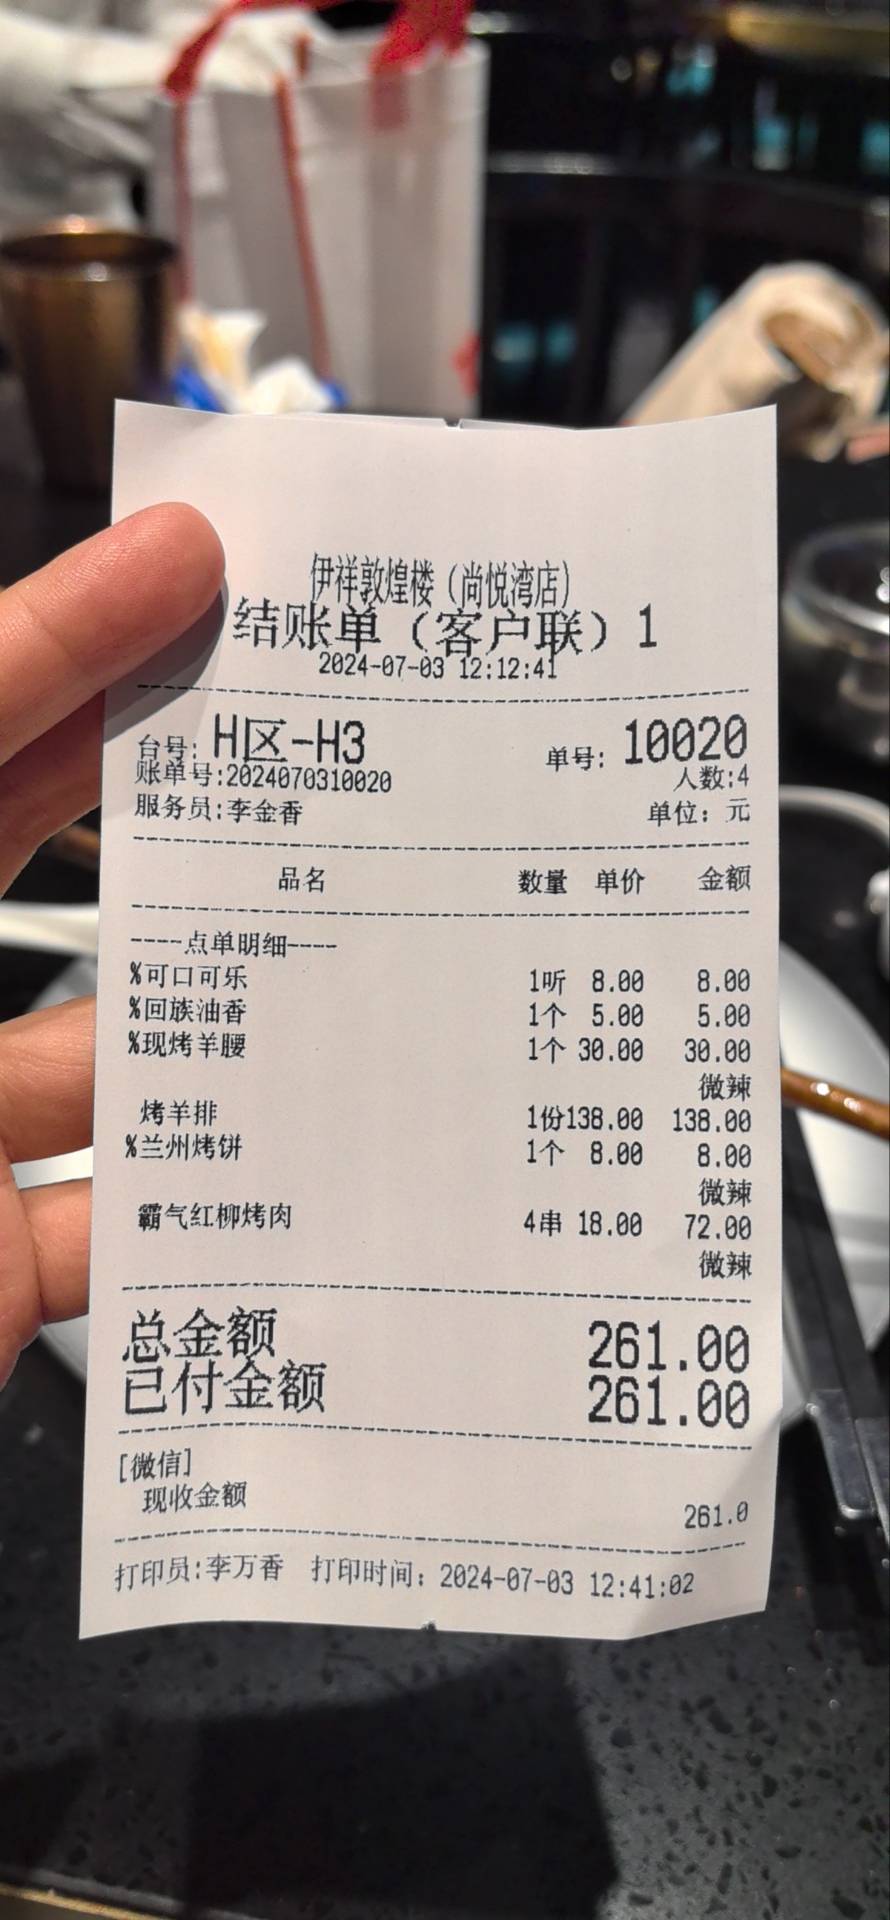 伊祥敦煌楼（尚悦湾店）
结账单（客户联）1
2024-07-03 12:12:41
台号: H区-H3 单号: 10020
账单号:2024070310020 人数:4
服务员:李金香 单位: 元
品名 数量 单价 金额
----点单明细----
%可口可乐 1听 8.00 8.00
%回族油香 1个 5.00 5.00
%现烤羊腰 1个 30.00 30.00
微辣
烤羊排 1份138.00 138.00
%兰州烤饼 1个 8.00 8.00
微辣
霸气红柳烤肉 4串 18.00 72.00
微辣
总金额 261.00
已付金额 261.00
[微信]
现收金额 261.0
打印员:李万香 打印时间: 2024-07-03 12:41:02